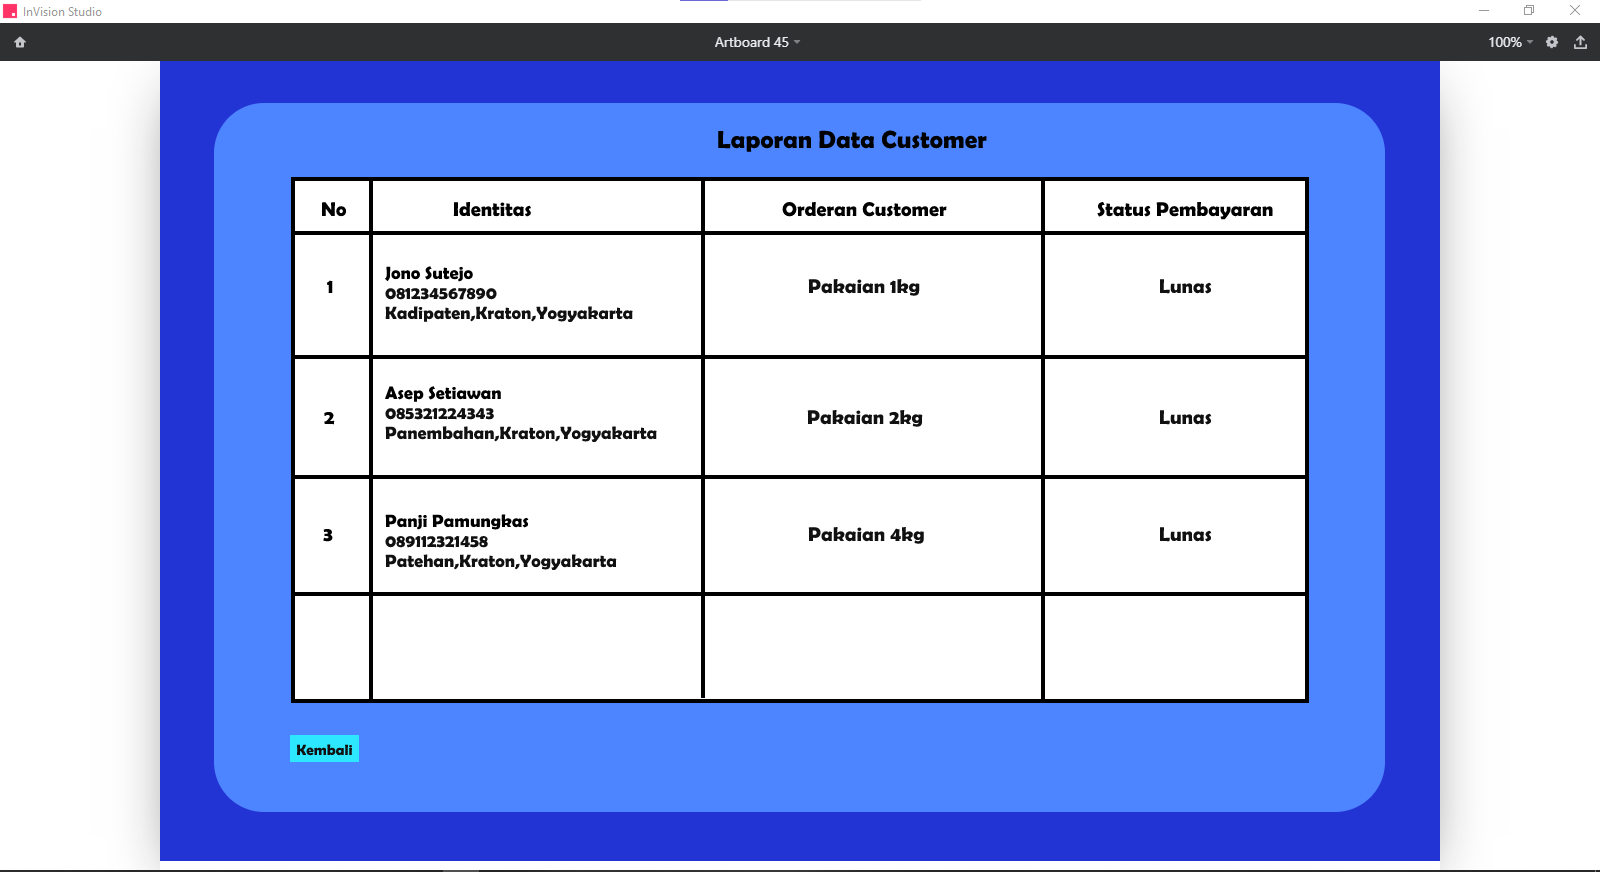 InVision Studio
Artboard 45
100%
Laporan Data Customer
No Identitas Orderan Customer Status Pembayaran
1
Jono Sutejo
081234567890
Kadipaten,Kraton,Yogyakarta
Pakaian 1kg
Lunas
2
Asep Setiawan
085321224343
Panembahan,Kraton,Yogyakarta
Pakaian 2kg
Lunas
3
Panji Pamungkas
089112321458
Patehan,Kraton,Yogyakarta
Pakaian 4kg
Lunas
Kembali